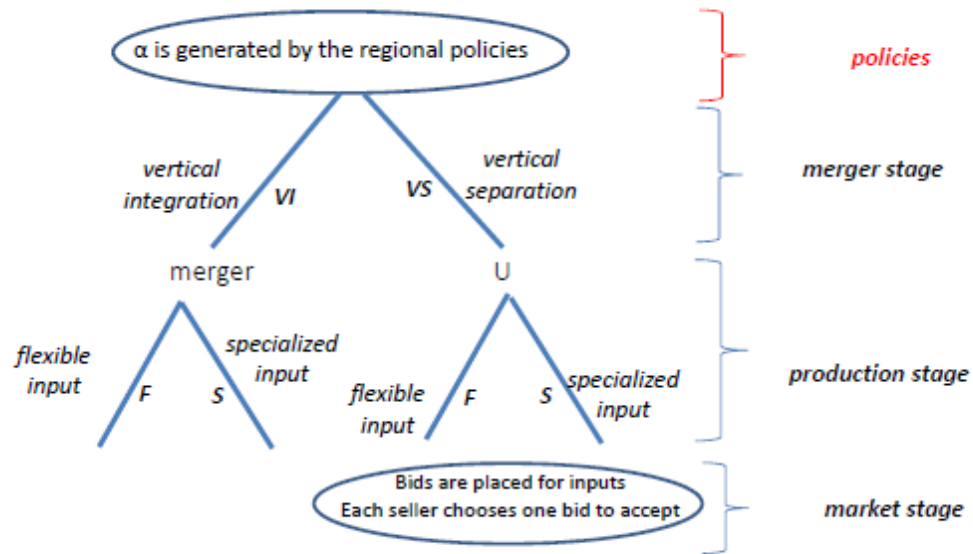 α is generated by the regional policies
policies
vertical
integration
VI
VS
vertical
separation
merger stage
merger
U
flexible
input
F
S
specialized
input
flexible
input
F
S
specialized
input
production stage
Bids are placed for inputs
Each seller chooses one bid to accept
market stage